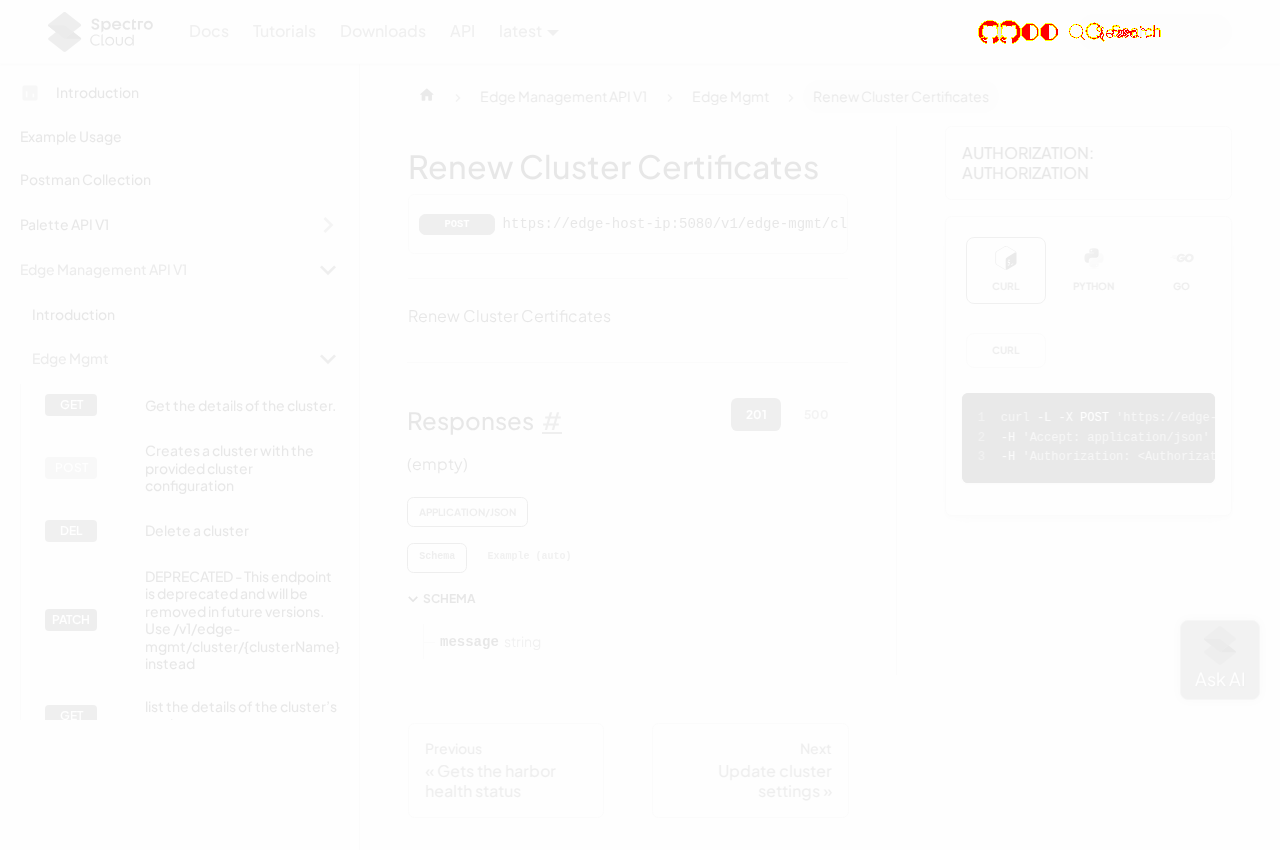 Spectro Cloud
Docs
Tutorials
Downloads
API
latest
Introduction
Example Usage
Postman Collection
Palette API V1
Edge Management API V1
Introduction
Edge Mgmt
GET
Get the details of the cluster.
POST
Creates a cluster with the
provided cluster
configuration
DEL
Delete a cluster
PATCH
DEPRECATED - This endpoint
is deprecated and will be
removed in future versions.
Use /v1/edge-
mgmt/cluster/{clusterName}
instead
GET
list the details of the cluster's
Edge Management API V1
Edge Mgmt
Renew Cluster Certificates
Renew Cluster Certificates
POST
https://edge-host-ip:5080/v1/edge-mgmt/cl
Renew Cluster Certificates
Responses #
201
500
(empty)
APPLICATION/JSON
Schema
Example (auto)
SCHEMA
message string
Previous
« Gets the harbor
health status
Next
Update cluster
settings »
AUTHORIZATION:
AUTHORIZATION
CURL
PYTHON
GO
GO
CURL
1 curl -L -X POST 'https://edge-
2 -H 'Accept: application/json'
3 -H 'Authorization: <Authorizat
Ask AI